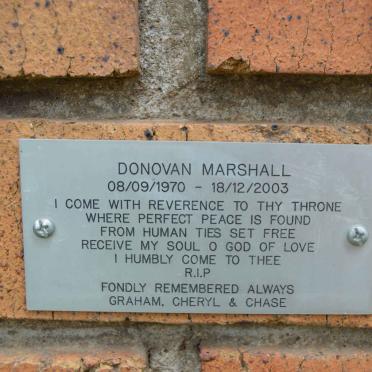 DONOVAN MARSHALL
08/09/1970 - 18/12/2003
I COME WITH REVERENCE TO THY THRONE
WHERE PERFECT PEACE IS FOUND
FROM HUMAN TIES SET FREE
RECEIVE MY SOUL O GOD OF LOVE
I HUMBLY COME TO THEE
R.I.P
FONDLY REMEMBERED ALWAYS
GRAHAM, CHERYL & CHASE